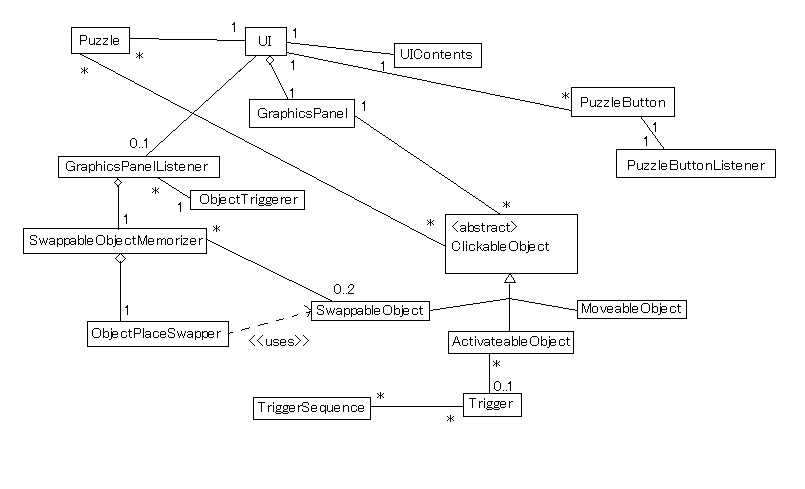 Puzzle
*
1
UI
1
UIContents
*
1
1
*
PuzzleButton
1
GraphicsPanel
1
1
1
PuzzleButtonListener
0..1
GraphicsPanelListener
*
1
ObjectTriggerer
*
*
<abstract>
ClickableObject
1
SwappableObjectMemorizer
*
0..2
SwappableObject
MoveableObject
1
ObjectPlaceSwapper
<<uses>>
ActivateableObject
*
0..1
TriggerSequence
*
*
Trigger